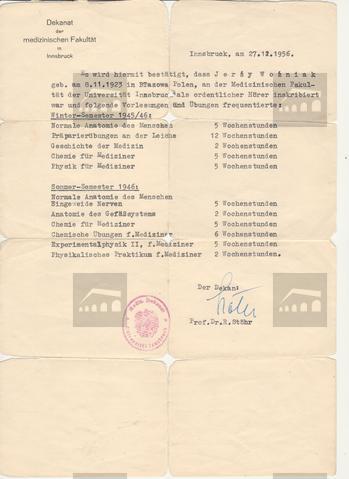 Dekanat
der
medizinischen Fakultät
in
Innsbruck
Innsbruck, am 27.12.1956.
Es wird hiermit bestätigt, dass Jerzy Woźniak
geb. am 8.11.1923 in Polen, an der Medizinischen Fakul-
tät der Universität Innsbruck als ordentlicher Hörer inskribiert
war und folgende Vorlesungen und Übungen frequentierte:
Winter-Semester 1945/46:
Normale Anatomie des Menschen 5 Wochenstunden
Präparierübungen an der Leiche 12 Wochenstunden
Geschichte der Medizin 2 Wochenstunden
Chemie für Mediziner 5 Wochenstunden
Physik für Mediziner 5 Wochenstunden
Sommer-Semester 1946:
Normale Anatomie des Menschen
Eingeweide Nerven 5 Wochenstunden
Anatomie des Gefäßsystems 2 Wochenstunden
Chemie für Mediziner 5 Wochenstunden
Chemische Übungen f.Mediziner 6 Wochenstunden
Experimentalphysik II, f.Mediziner 5 Wochenstunden
Physikalisches Praktikum f.Mediziner 2 Wochenstunden.
Der Dekan:
Prof.Dr.R.Stöhr